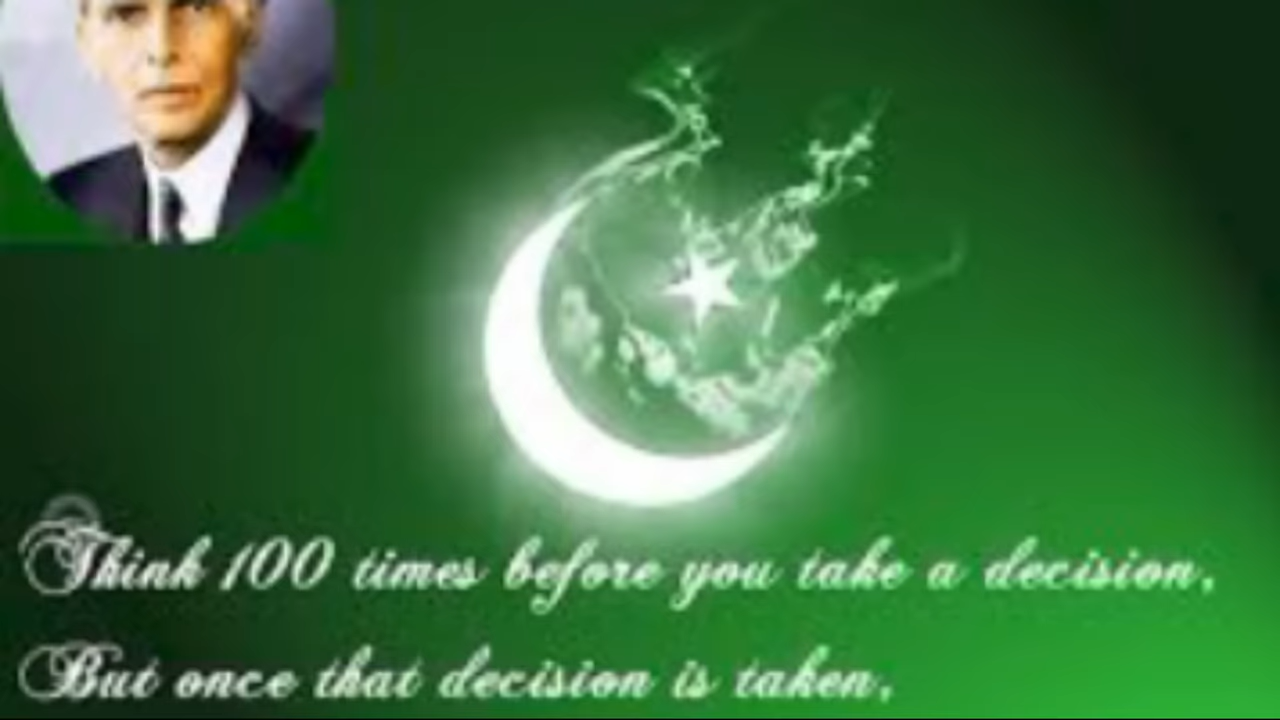 Think 100 times before you take a decision,
But once that decision is taken,